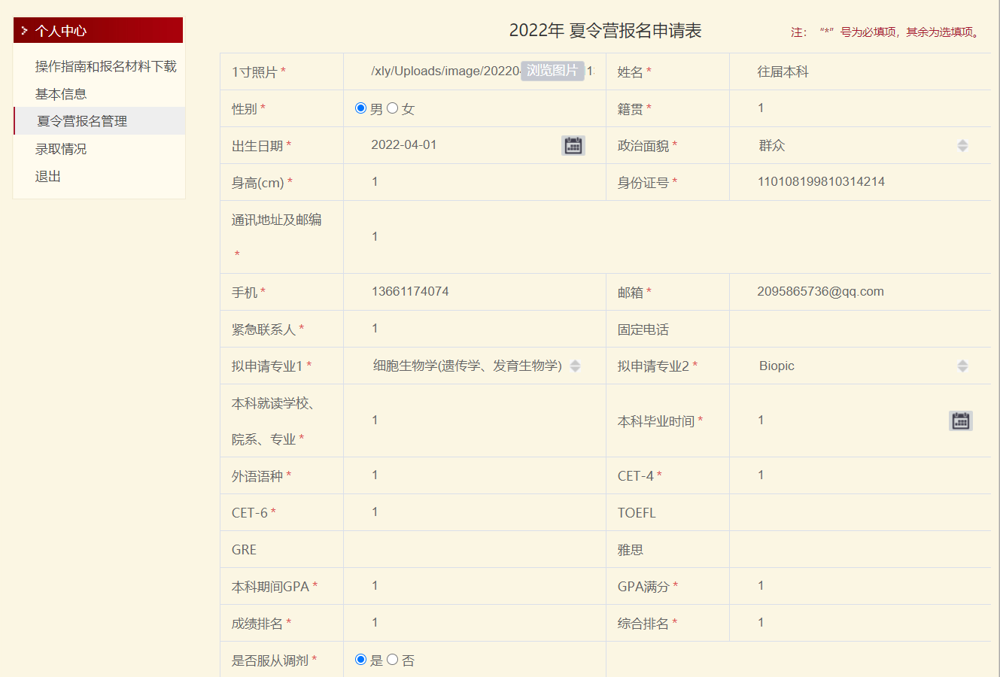 个人中心
操作指南和报名材料下载
基本信息
夏令营报名管理
录取情况
退出
2022年 夏令营报名申请表
注： “*”号为必填项，其余为选填项。
1寸照片 * /xly/Uploads/image/20220 浏览图片 姓名 * 往届本科
性别 * 男 女 籍贯 * 1
出生日期 * 2022-04-01 政治面貌 * 群众
身高(cm) * 1 身份证号 * 110108199810314214
通讯地址及邮编
* 1
手机 * 13661174074 邮箱 * 2095865736@qq.com
紧急联系人 * 1 固定电话
拟申请专业1 * 细胞生物学(遗传学、发育生物学) 拟申请专业2 * Biopic
本科就读学校、
院系、专业 * 1 本科毕业时间 * 1
外语语种 * 1 CET-4 * 1
CET-6 * 1 TOEFL
GRE 雅思
本科期间GPA * 1 GPA满分 * 1
成绩排名 * 1 综合排名 * 1
是否服从调剂 * 是 否